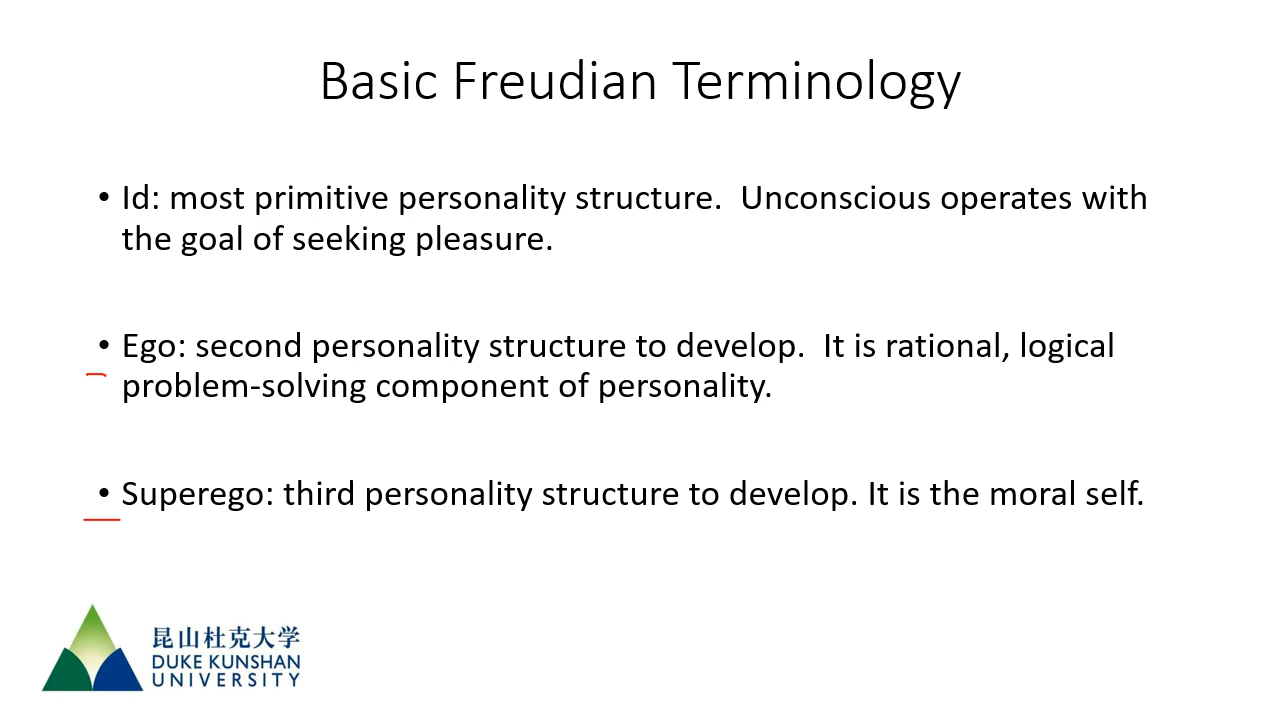 Basic Freudian Terminology
• Id: most primitive personality structure.  Unconscious operates with
the goal of seeking pleasure.
• Ego: second personality structure to develop.  It is rational, logical
problem-solving component of personality.
• Superego: third personality structure to develop. It is the moral self.
昆山杜克大学
DUKE KUNSHAN
UNIVERSITY